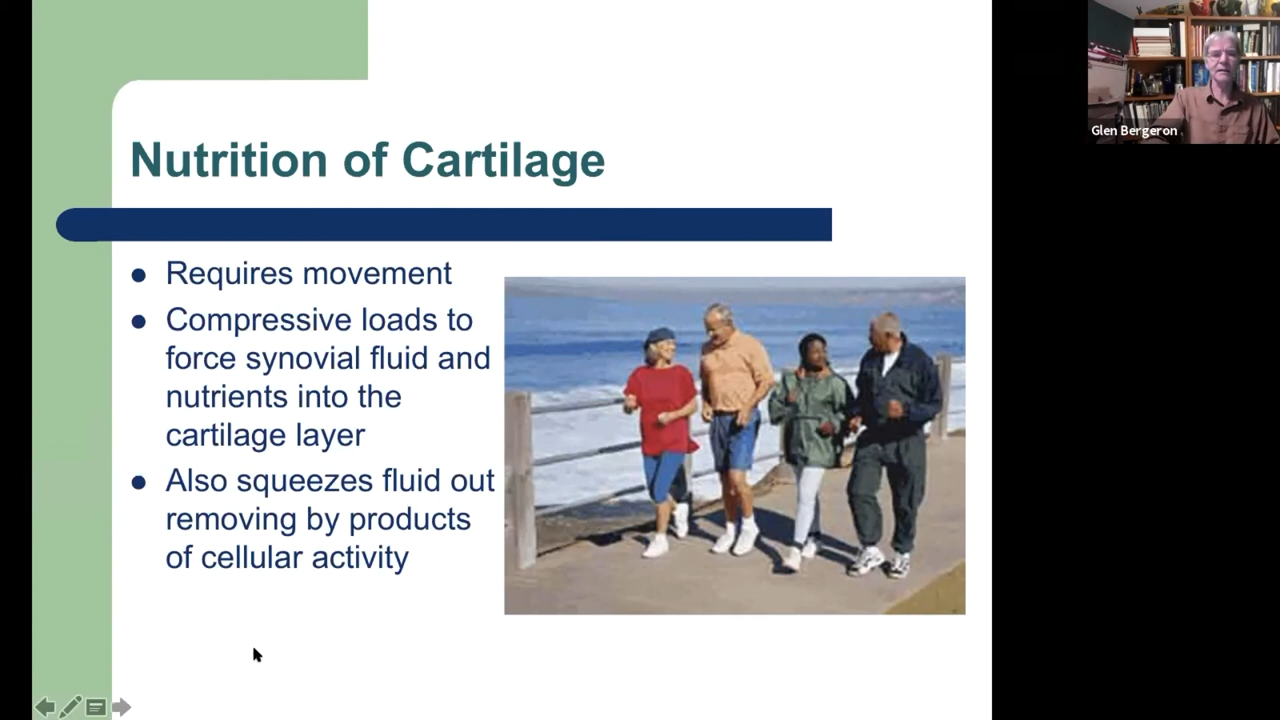 Nutrition of Cartilage
Requires movement
Compressive loads to
force synovial fluid and
nutrients into the
cartilage layer
Also squeezes fluid out
removing by products
of cellular activity
Glen Bergeron